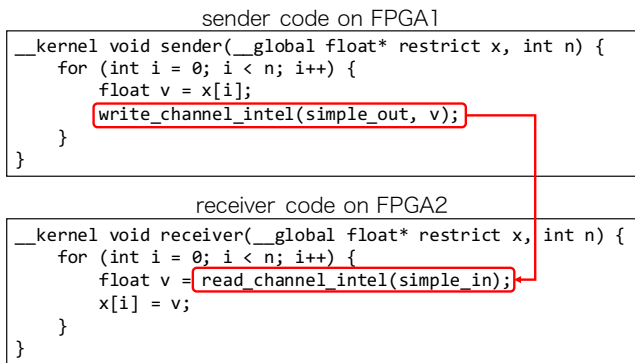 sender code on FPGA1
__kernel void sender(__global float* restrict x, int n) {
    for (int i = 0; i < n; i++) {
        float v = x[i];
        write_channel_intel(simple_out, v);
    }
}
receiver code on FPGA2
__kernel void receiver(__global float* restrict x, int n) {
    for (int i = 0; i < n; i++) {
        float v = read_channel_intel(simple_in);
        x[i] = v;
    }
}